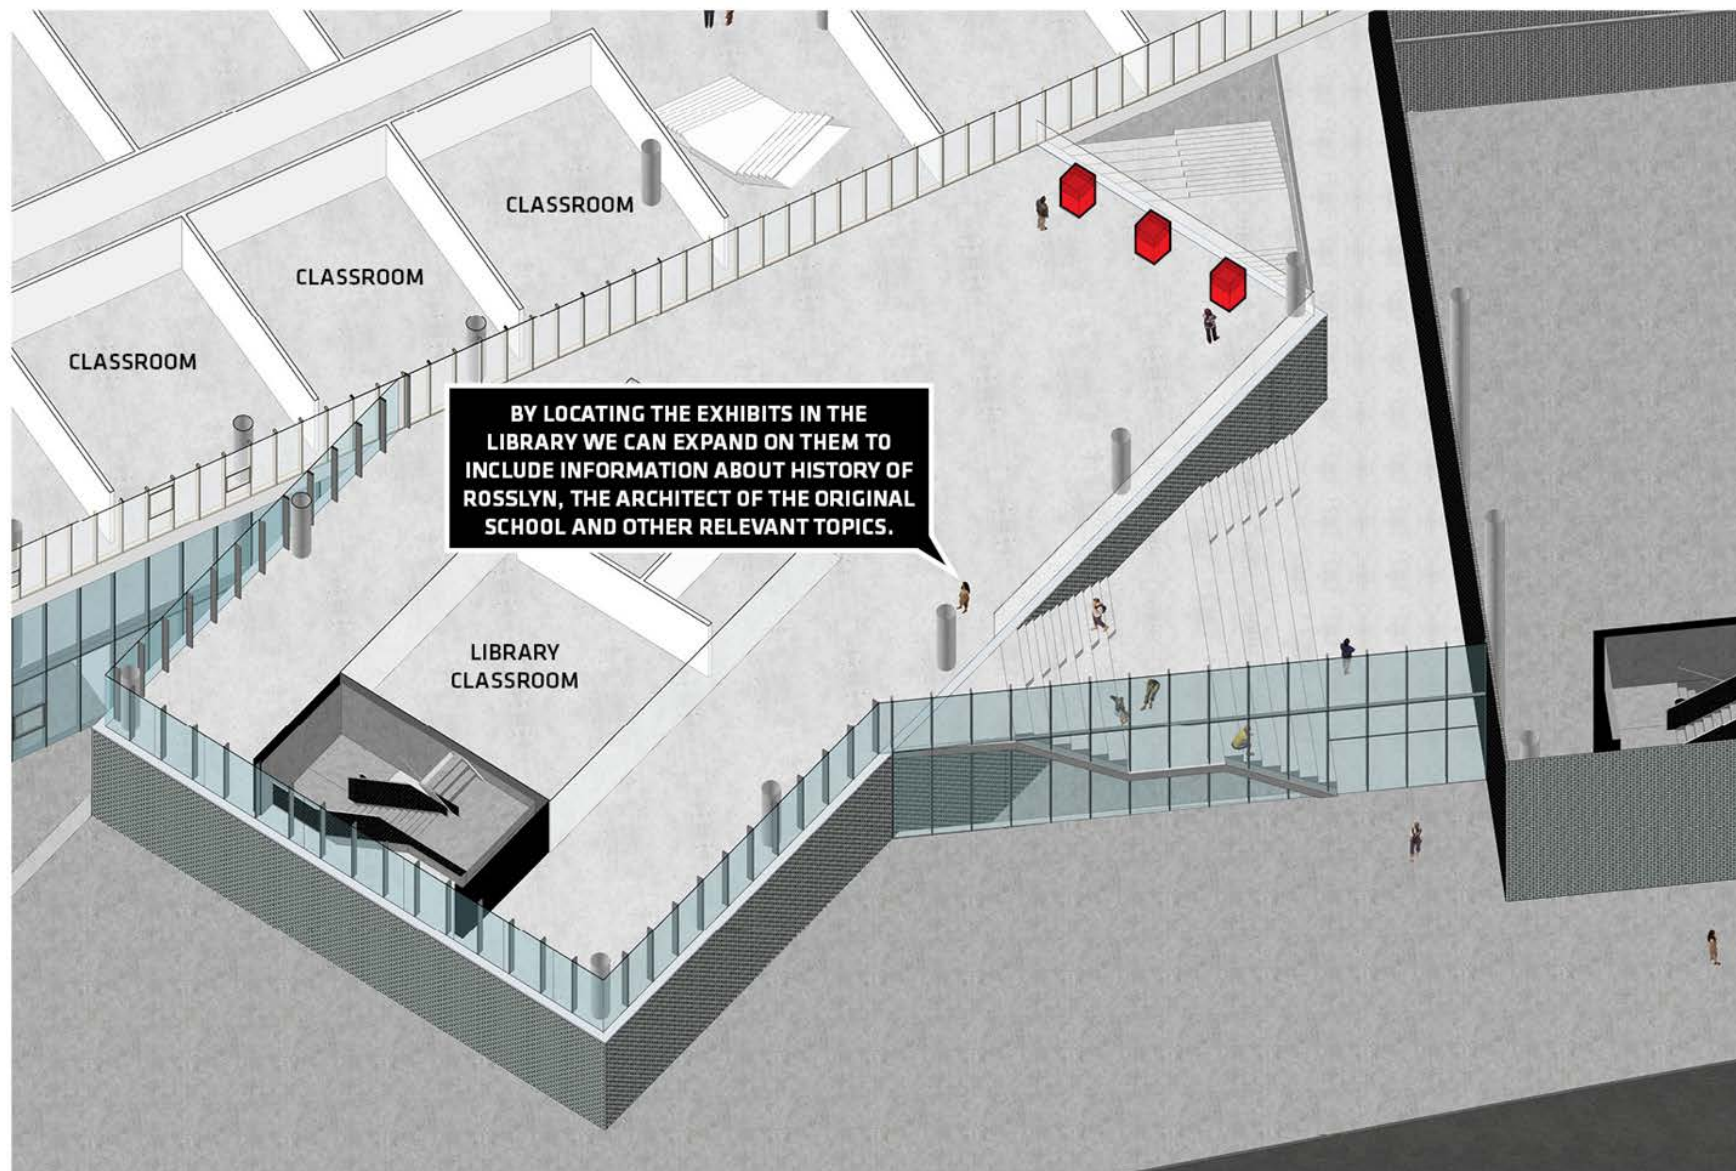 CLASSROOM
CLASSROOM
CLASSROOM
BY LOCATING THE EXHIBITS IN THE
LIBRARY WE CAN EXPAND ON THEM TO
INCLUDE INFORMATION ABOUT HISTORY OF
ROSSLYN, THE ARCHITECT OF THE ORIGINAL
SCHOOL AND OTHER RELEVANT TOPICS.
LIBRARY
CLASSROOM